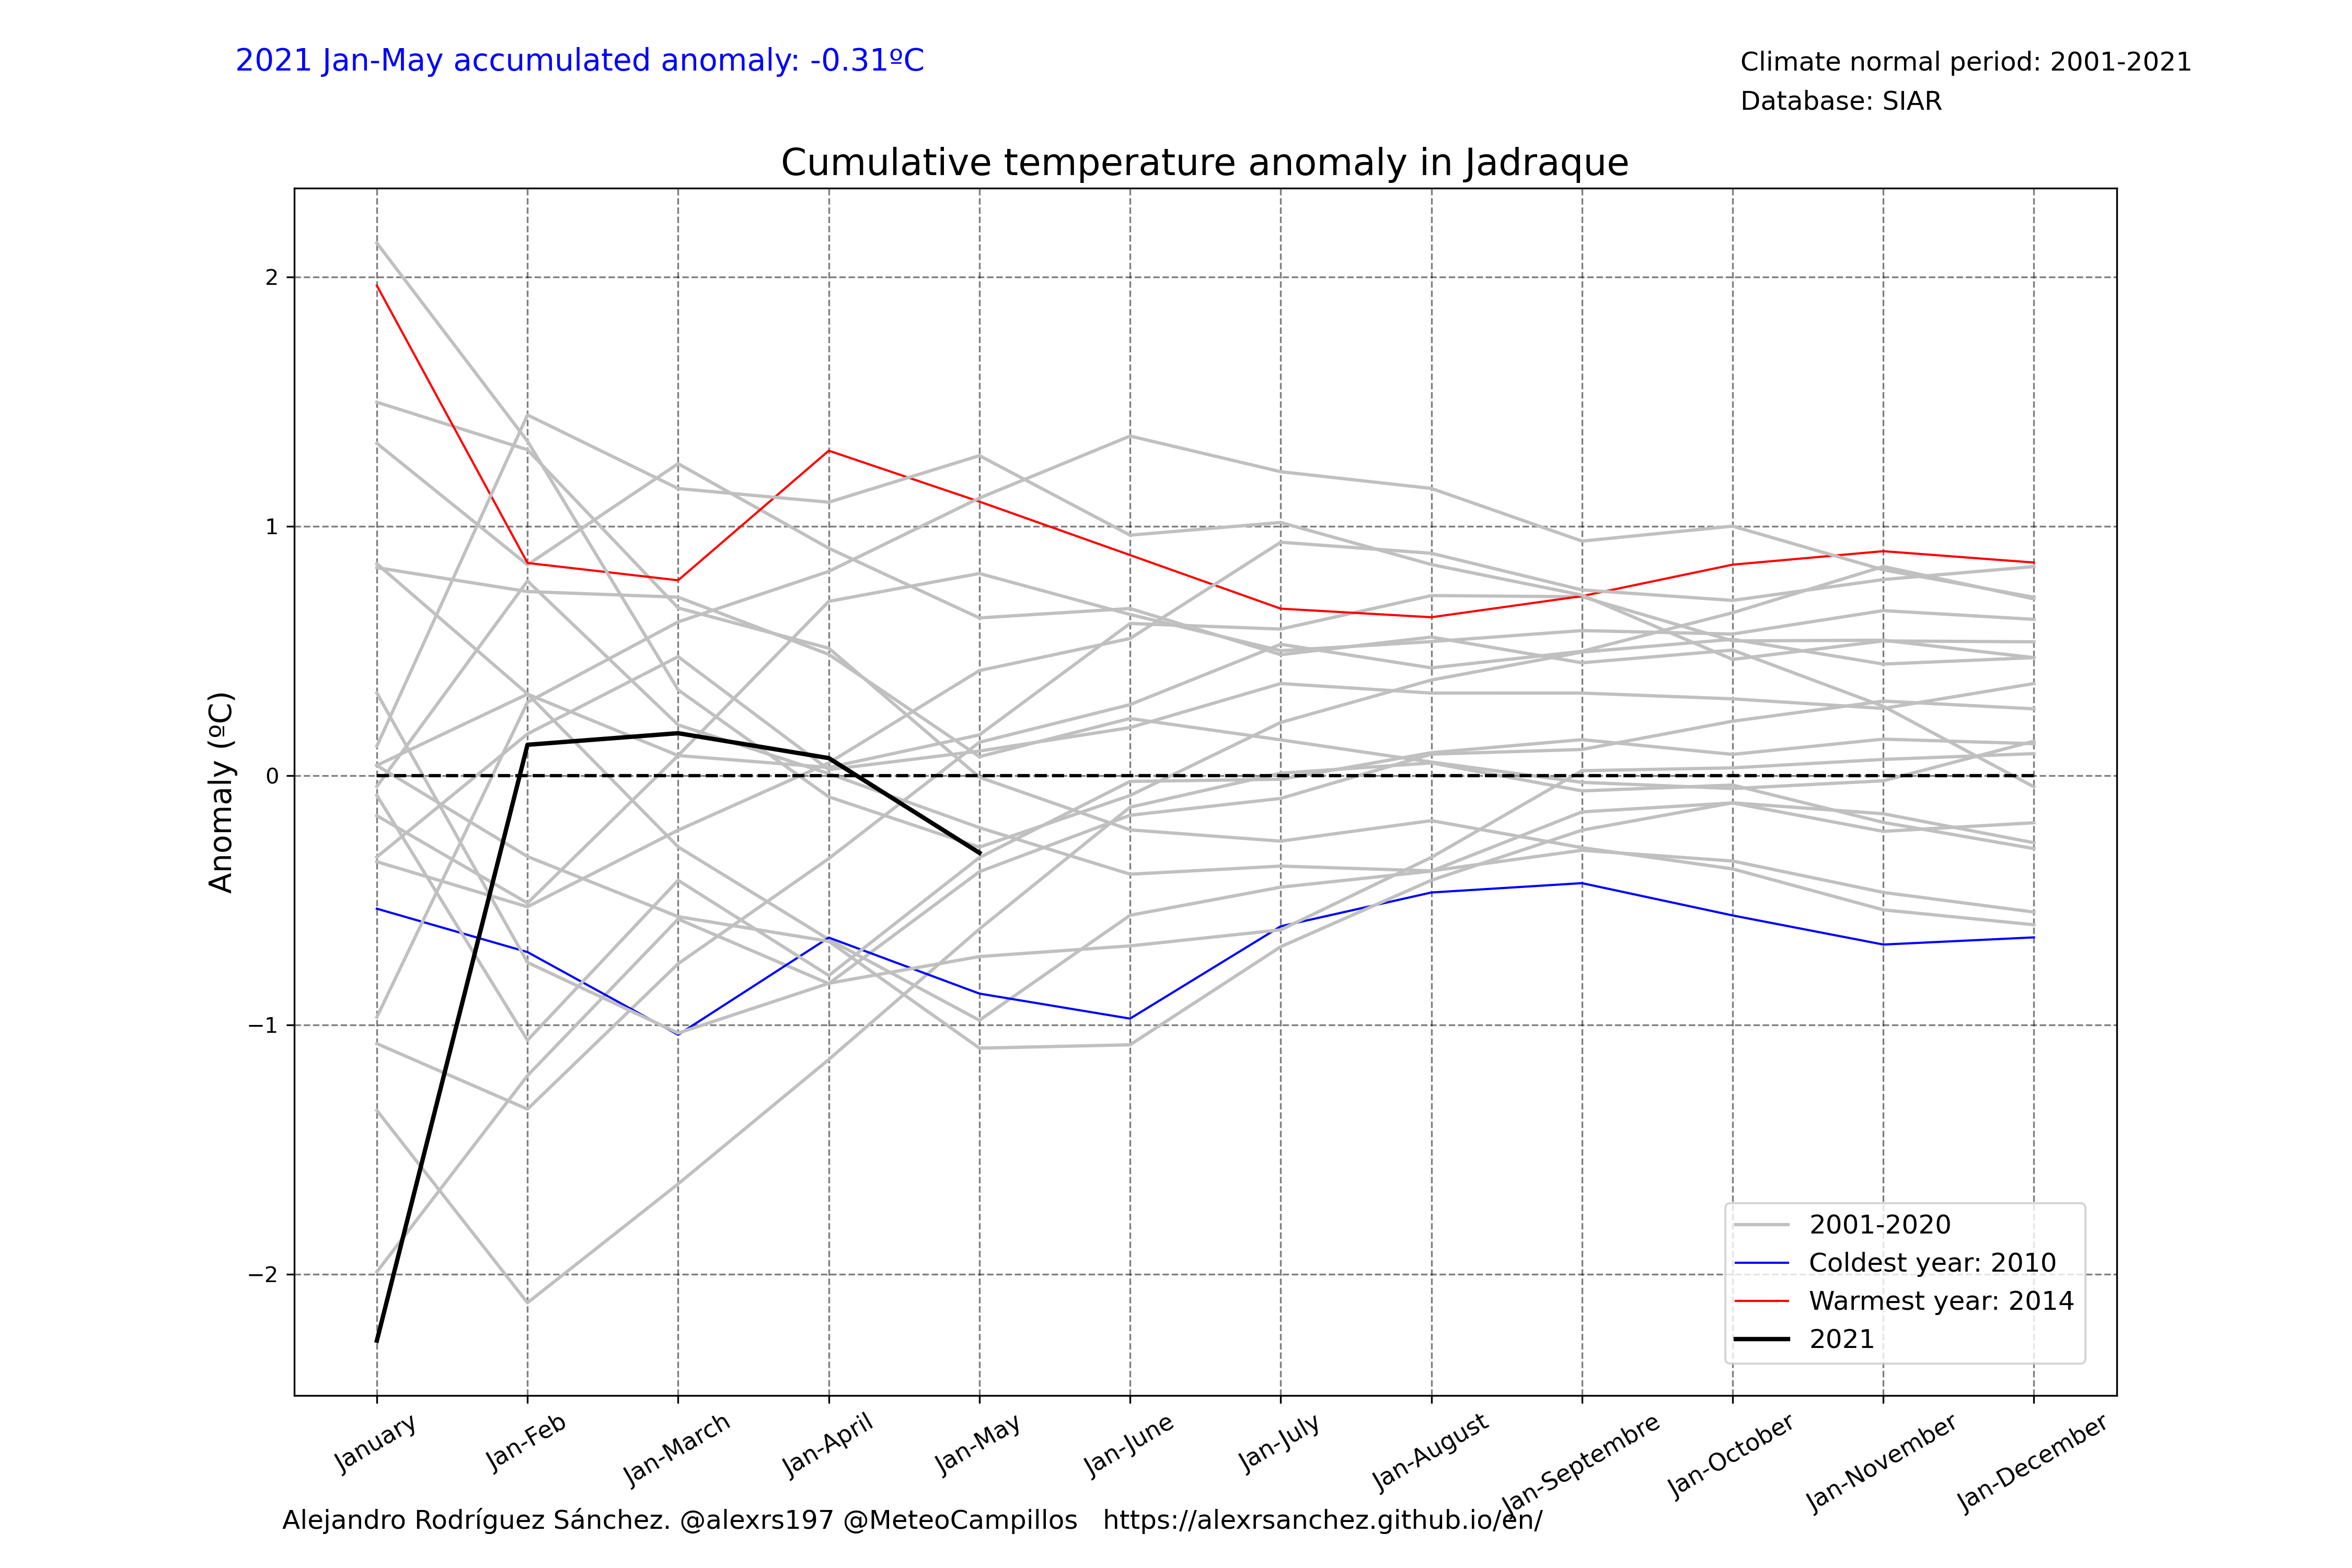 2021 Jan-May accumulated anomaly: -0.31ºC
Climate normal period: 2001-2021
Database: SIAR
Cumulative temperature anomaly in Jadraque
Anomaly (ºC)
2
1
0
−1
−2
2001-2020
Coldest year: 2010
Warmest year: 2014
2021
January
Jan-Feb
Jan-March
Jan-April
Jan-May
Jan-June
Jan-July
Jan-August
Jan-Septembre
Jan-October
Jan-November
Jan-December
Alejandro Rodríguez Sánchez. @alexrs197 @MeteoCampillos https://alexrsanchez.github.io/en/